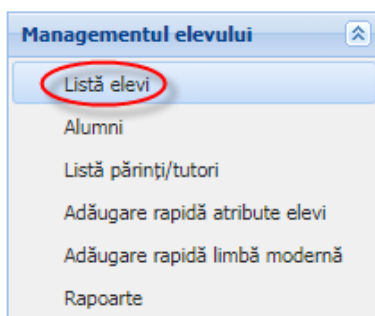 Managementul elevului
Listă elevi
Alumni
Listă părinți/tutori
Adăugare rapidă atribute elevi
Adăugare rapidă limbă modernă
Rapoarte